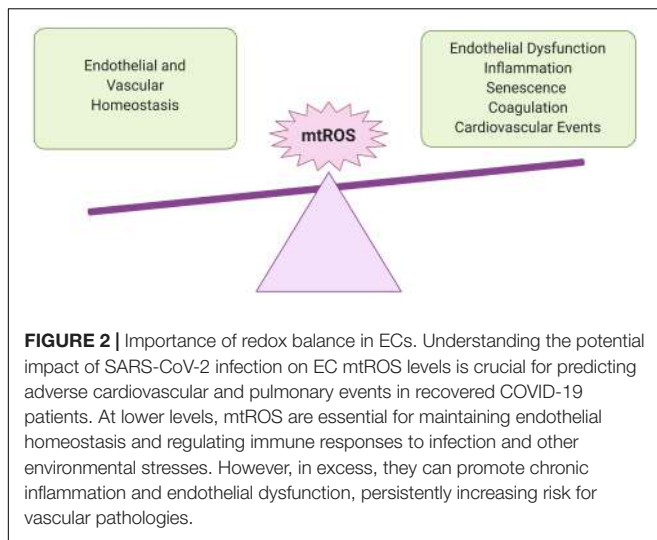 Endothelial and
Vascular
Homeostasis
Endothelial Dysfunction
Inflammation
Senescence
Coagulation
Cardiovascular Events
mtROS
FIGURE 2 | Importance of redox balance in ECs. Understanding the potential
impact of SARS-CoV-2 infection on EC mtROS levels is crucial for predicting
adverse cardiovascular and pulmonary events in recovered COVID-19
patients. At lower levels, mtROS are essential for maintaining endothelial
homeostasis and regulating immune responses to infection and other
environmental stresses. However, in excess, they can promote chronic
inflammation and endothelial dysfunction, persistently increasing risk for
vascular pathologies.